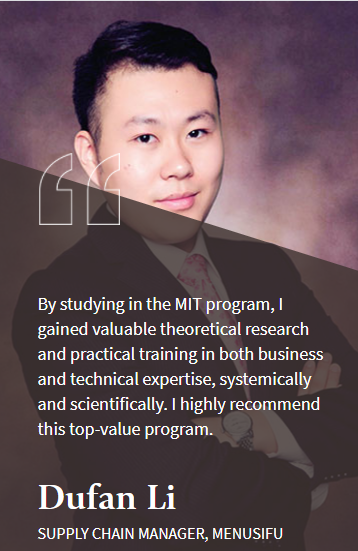 By studying in the MIT program, I
gained valuable theoretical research
and practical training in both business
and technical expertise, systemically
and scientifically. I highly recommend
this top-value program.
Dufan Li
SUPPLY CHAIN MANAGER, MENUSIFU